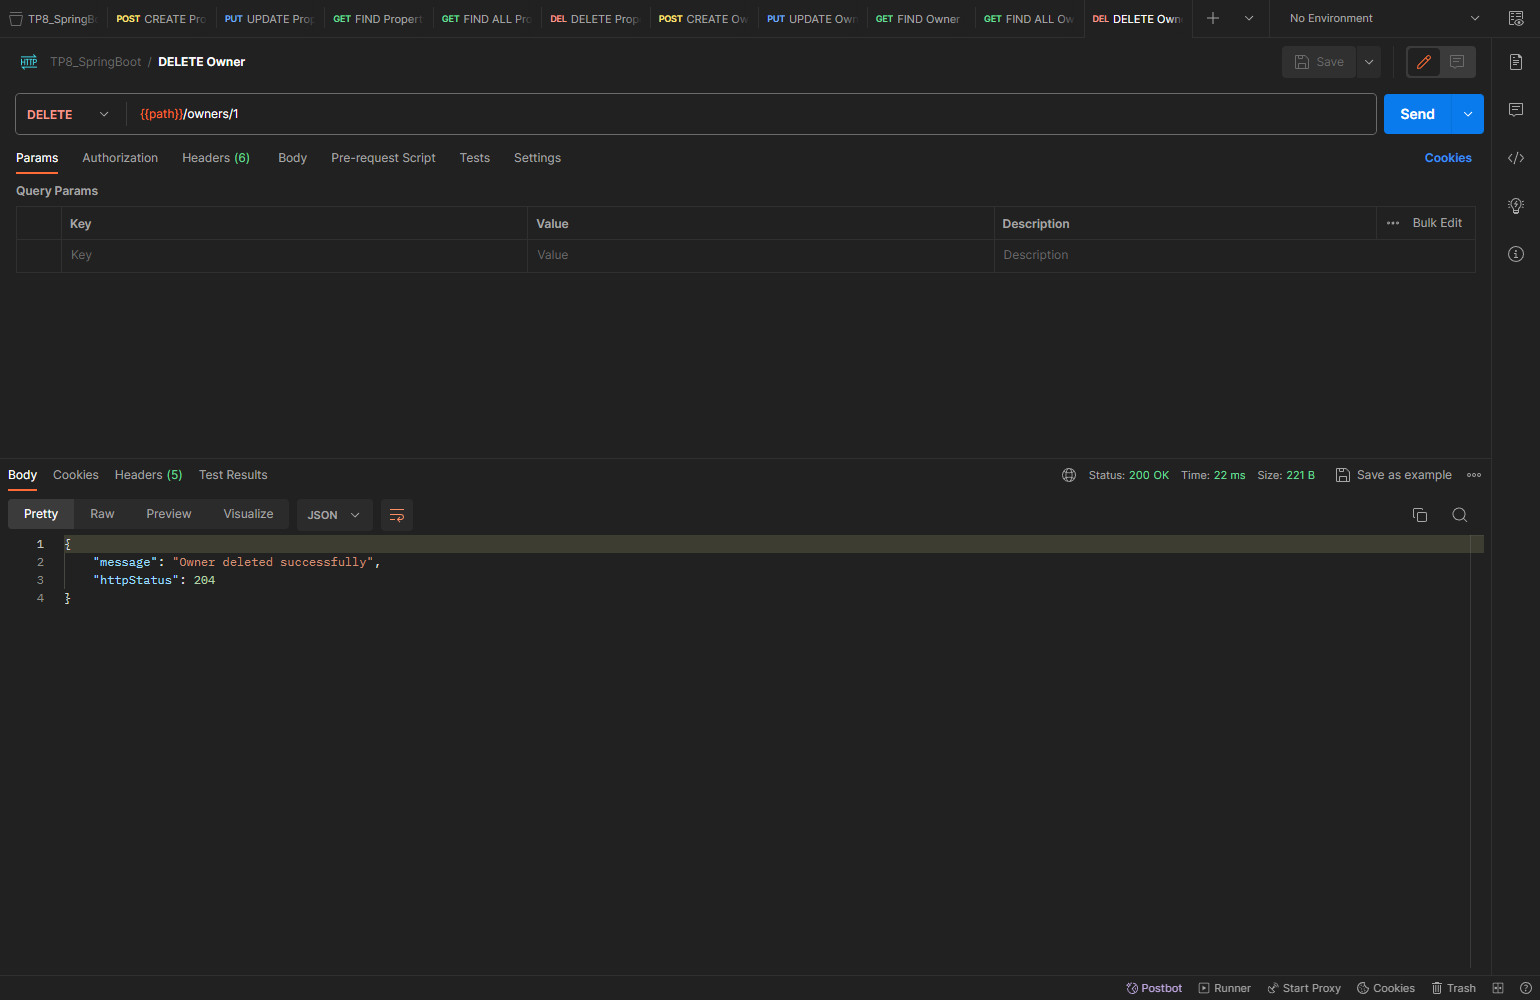 TP8_SpringB POST CREATE Pro PUT UPDATE Prop GET FIND Propert GET FIND ALL Pro DEL DELETE Prop POST CREATE Ow PUT UPDATE Own GET FIND Owner GET FIND ALL Ow DEL DELETE Own No Environment
HTTP TP8_SpringBoot / DELETE Owner Save
DELETE {{path}}/owners/1 Send
Params Authorization Headers (6) Body Pre-request Script Tests Settings Cookies
Query Params
Key Value Description Bulk Edit
Key Value Description
Body Cookies Headers (5) Test Results Status: 200 OK Time: 22 ms Size: 221 B Save as example
Pretty Raw Preview Visualize JSON
1 {
2 "message": "Owner deleted successfully",
3 "httpStatus": 204
4 }
Postbot Runner Start Proxy Cookies Trash